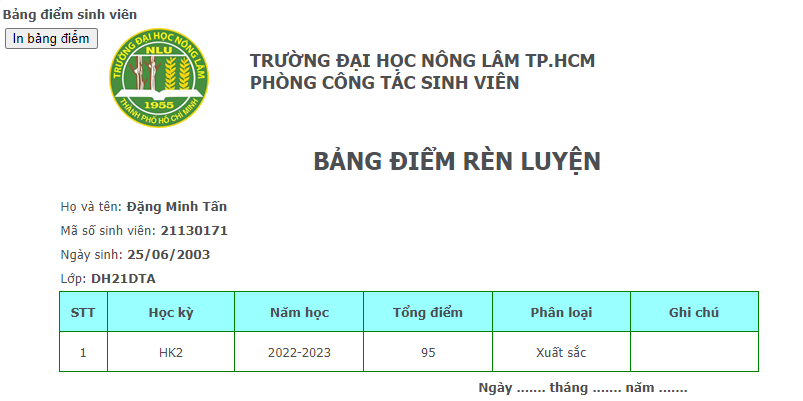 Bảng điểm sinh viên
In bảng điểm
TRƯỜNG ĐẠI HỌC NÔNG LÂM
NLU
1955
THÀNH PHỐ HỒ CHÍ MINH
TRƯỜNG ĐẠI HỌC NÔNG LÂM TP.HCM
PHÒNG CÔNG TÁC SINH VIÊN
BẢNG ĐIỂM RÈN LUYỆN
Họ và tên: Đặng Minh Tấn
Mã số sinh viên: 21130171
Ngày sinh: 25/06/2003
Lớp: DH21DTA
STT Học kỳ Năm học Tổng điểm Phân loại Ghi chú
1 HK2 2022-2023 95 Xuất sắc
Ngày ....... tháng ....... năm .......